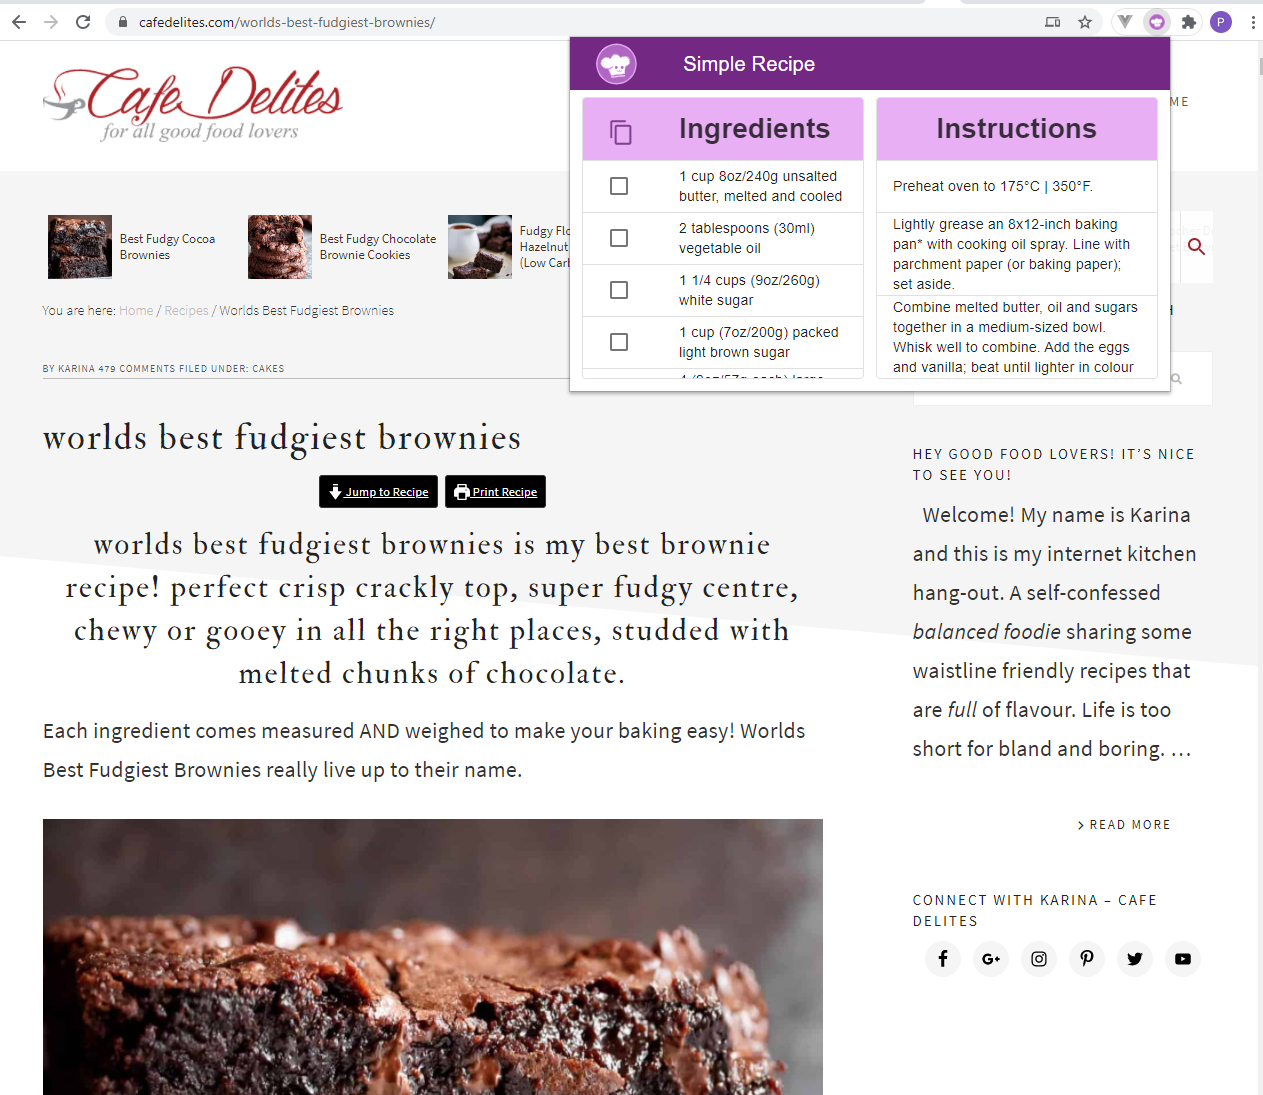 cafedelites.com/worlds-best-fudgiest-brownies/
P
Simple Recipe
Cafe Delites
for all good food lovers
ME
Ingredients
1 cup 8oz/240g unsalted
butter, melted and cooled
2 tablespoons (30ml)
vegetable oil
1 1/4 cups (9oz/260g)
white sugar
1 cup (7oz/200g) packed
light brown sugar
Instructions
Preheat oven to 175°C | 350°F.
Lightly grease an 8x12-inch baking
pan* with cooking oil spray. Line with
parchment paper (or baking paper);
set aside.
Combine melted butter, oil and sugars
together in a medium-sized bowl.
Whisk well to combine. Add the eggs
and vanilla; beat until lighter in colour
Best Fudgy Cocoa
Brownies
Best Fudgy Chocolate
Brownie Cookies
Fudgy Flo
Hazelnut
(Low Carb
You are here: Home / Recipes / Worlds Best Fudgiest Brownies
H
BY KARINA 479 COMMENTS FILED UNDER: CAKES
worlds best fudgiest brownies
Jump to Recipe
Print Recipe
worlds best fudgiest brownies is my best brownie
recipe! perfect crisp crackly top, super fudgy centre,
chewy or gooey in all the right places, studded with
melted chunks of chocolate.
Each ingredient comes measured AND weighed to make your baking easy! Worlds
Best Fudgiest Brownies really live up to their name.
HEY GOOD FOOD LOVERS! IT'S NICE
TO SEE YOU!
Welcome! My name is Karina
and this is my internet kitchen
hang-out. A self-confessed
balanced foodie sharing some
waistline friendly recipes that
are full of flavour. Life is too
short for bland and boring. …
READ MORE
CONNECT WITH KARINA – CAFE
DELITES